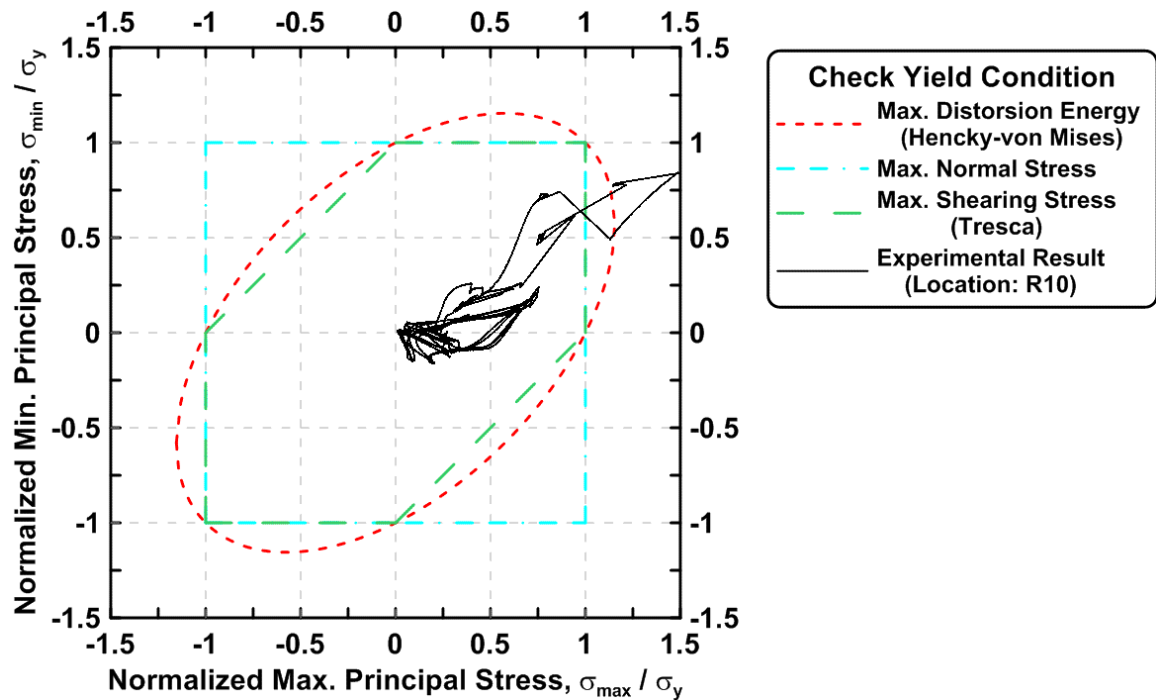 -1.5 -1 -0.5 0 0.5 1 1.5
1.5 1.5
1 1
0.5 0.5
0 0
-0.5 -0.5
-1 -1
-1.5 -1.5
-1.5 -1 -0.5 0 0.5 1 1.5
Normalized Max. Principal Stress, σmax / σy
Normalized Min. Principal Stress, σmin / σy
Check Yield Condition
Max. Distorsion Energy
(Hencky-von Mises)
Max. Normal Stress
Max. Shearing Stress
(Tresca)
Experimental Result
(Location: R10)